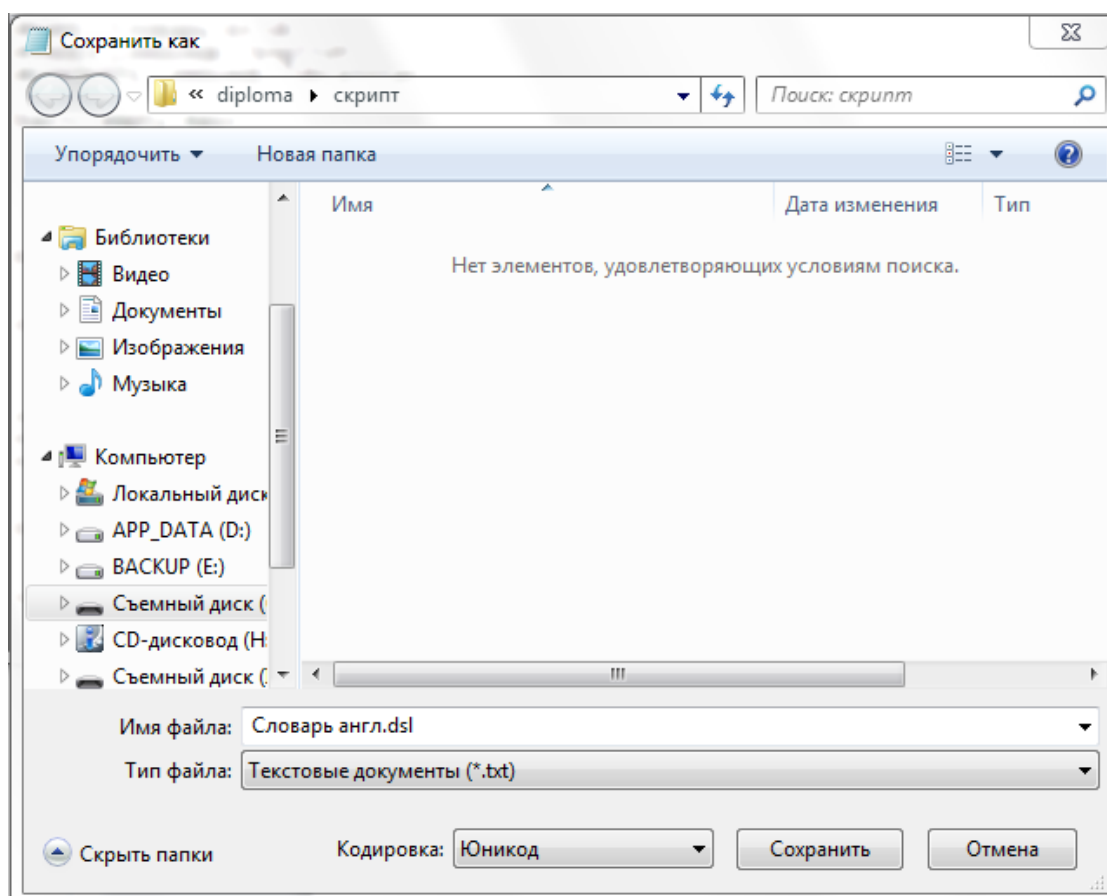 Сохранить как
« diploma ▸ скрипт
Поиск: скрипт
Упорядочить
Новая папка
Имя
Дата изменения
Тип
Нет элементов, удовлетворяющих условиям поиска.
Библиотеки
Видео
Документы
Изображения
Музыка
Компьютер
Локальный диск
APP_DATA (D:)
BACKUP (E:)
Съемный диск (
CD-дисковод (H:
Съемный диск (
Имя файла: Словарь англ.dsl
Тип файла: Текстовые документы (*.txt)
Скрыть папки
Кодировка: Юникод
Сохранить
Отмена